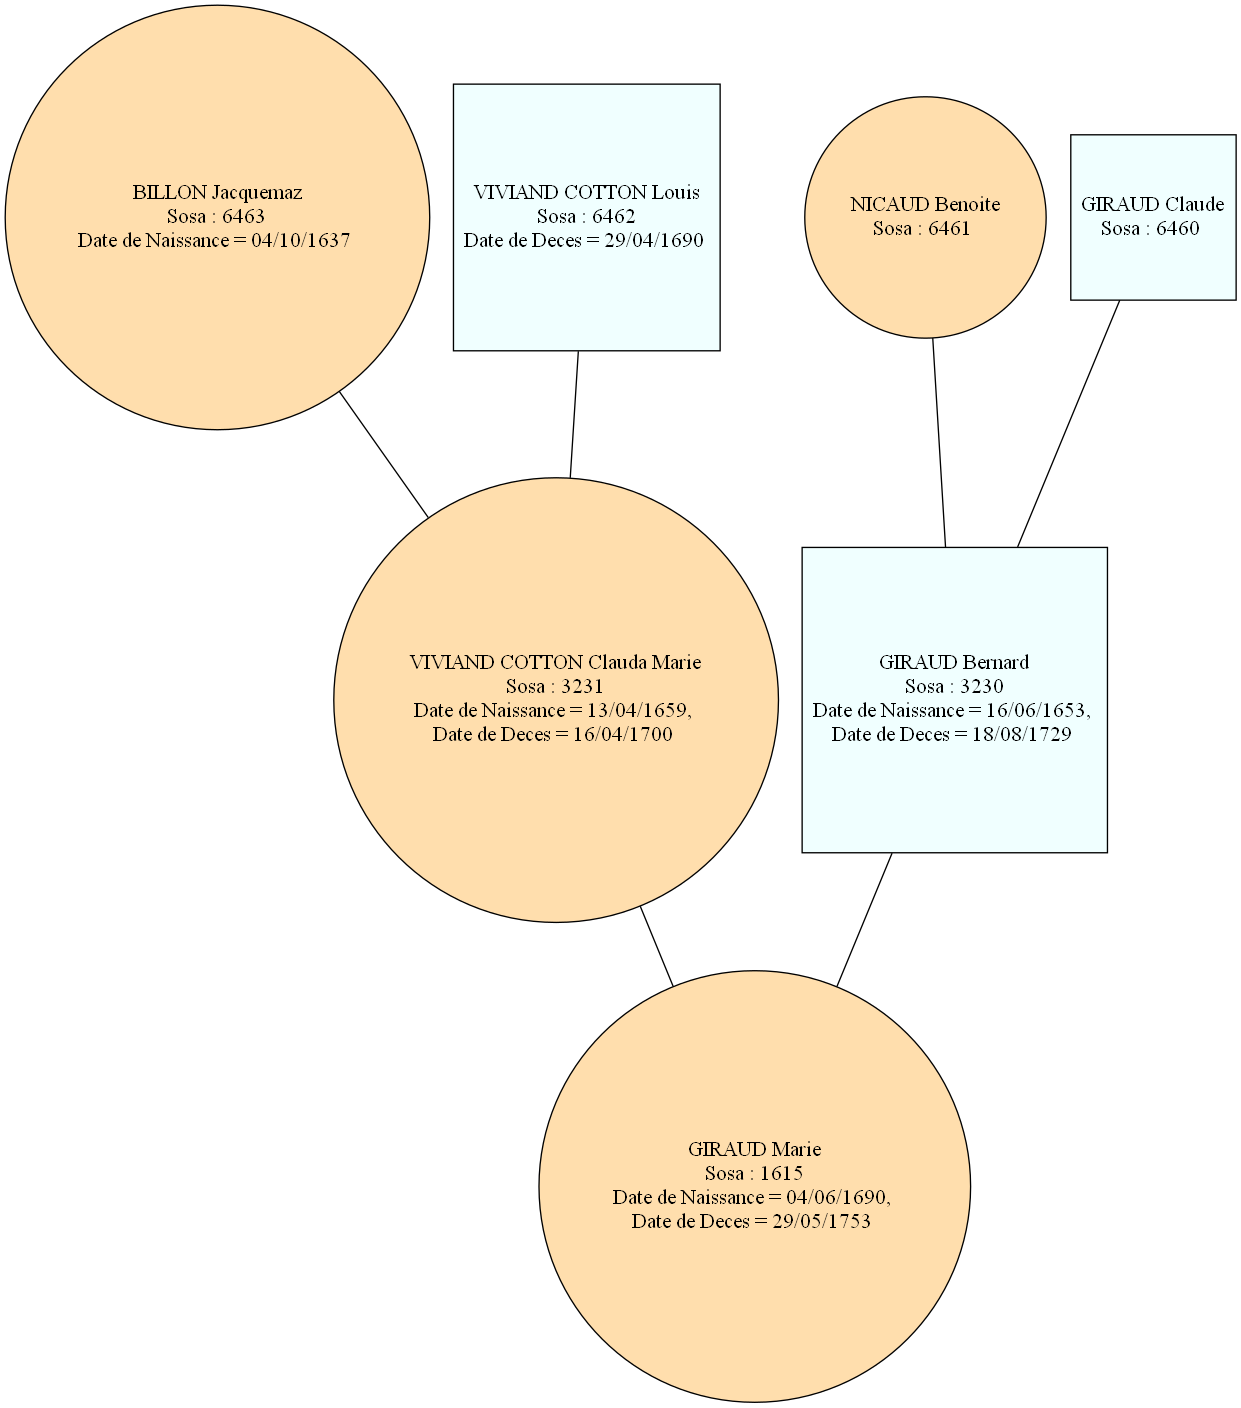 BILLON Jacquemaz
Sosa : 6463
Date de Naissance = 04/10/1637
VIVIAND COTTON Louis
Sosa : 6462
Date de Deces = 29/04/1690
NICAUD Benoite
Sosa : 6461
GIRAUD Claude
Sosa : 6460
VIVIAND COTTON Clauda Marie
Sosa : 3231
Date de Naissance = 13/04/1659,
Date de Deces = 16/04/1700
GIRAUD Bernard
Sosa : 3230
Date de Naissance = 16/06/1653,
Date de Deces = 18/08/1729
GIRAUD Marie
Sosa : 1615
Date de Naissance = 04/06/1690,
Date de Deces = 29/05/1753